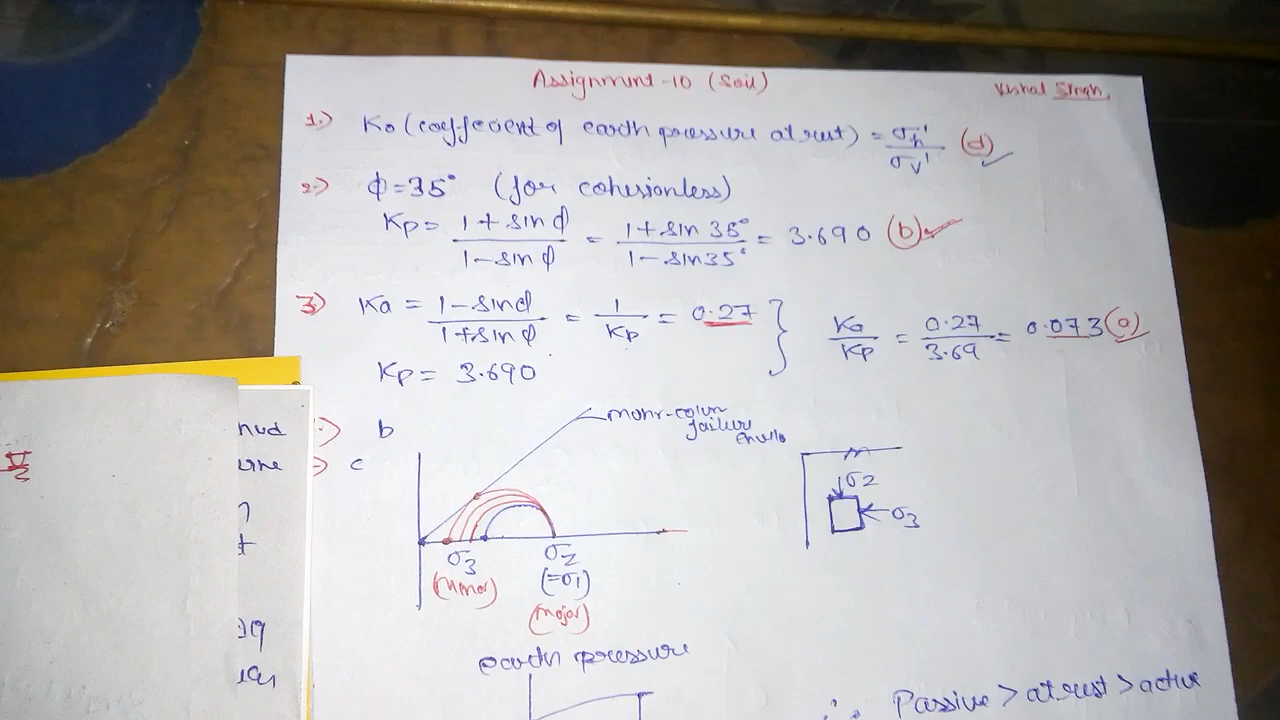 Assignment-10 (Soil)
Vishal Singh
1.) Ko (coefficient of earth pressure at rest) = σh' / σv' (d)
2.) ϕ = 35° (for cohesionless)
Kp = 1 + sin ϕ / 1 - sin ϕ = 1 + sin 35° / 1 - sin 35° = 3.690 (b)
3) Ka = 1 - sin ϕ / 1 + sin ϕ = 1 / Kp = 0.27 } Ka / Kp = 0.27 / 3.69 = 0.073 (a)
Kp = 3.690
b
c
mohr-colum
failure
envelo
σ2
σ3
σ3
σz
(minor)
(=σ1)
(major)
earth pressure
∴ Passive > at rest > active